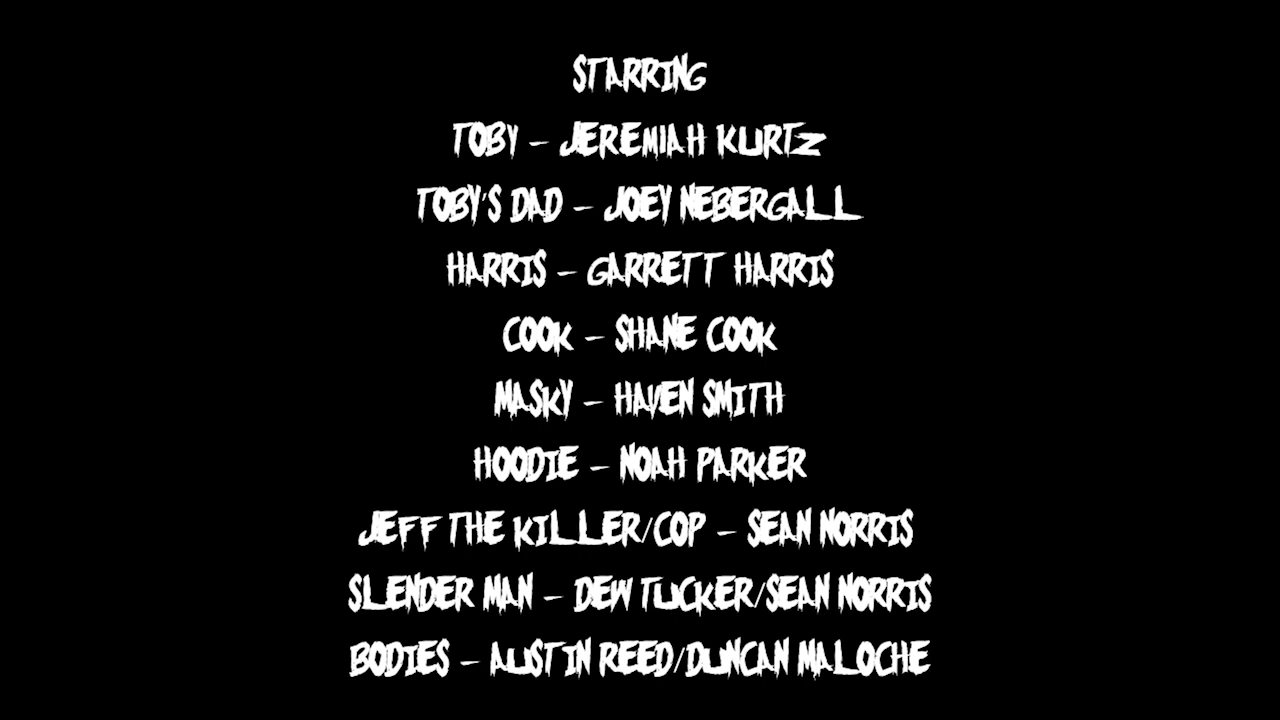 STARRING
TOBY - JEREMIAH KURTZ
TOBY'S DAD - JOEY NEBERGALL
HARRIS - GARRETT HARRIS
COOK - SHANE COOK
MASKY - HAVEN SMITH
HOODIE - NOAH PARKER
JEFF THE KILLER/COP - SEAN NORRIS
SLENDER MAN - DEW TUCKER/SEAN NORRIS
BODIES - AUSTIN REED/DUNCAN MALOCHE